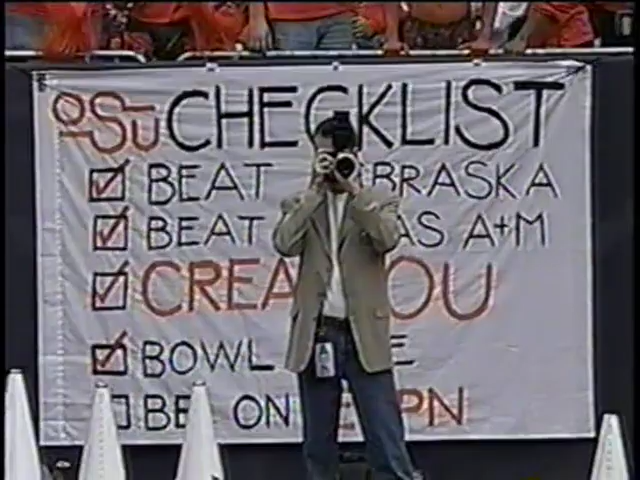 OSU CHECKLIST
BEAT BRASKA
BEAT AS A+M
CREA OU
BOWL E
BE ON E PN